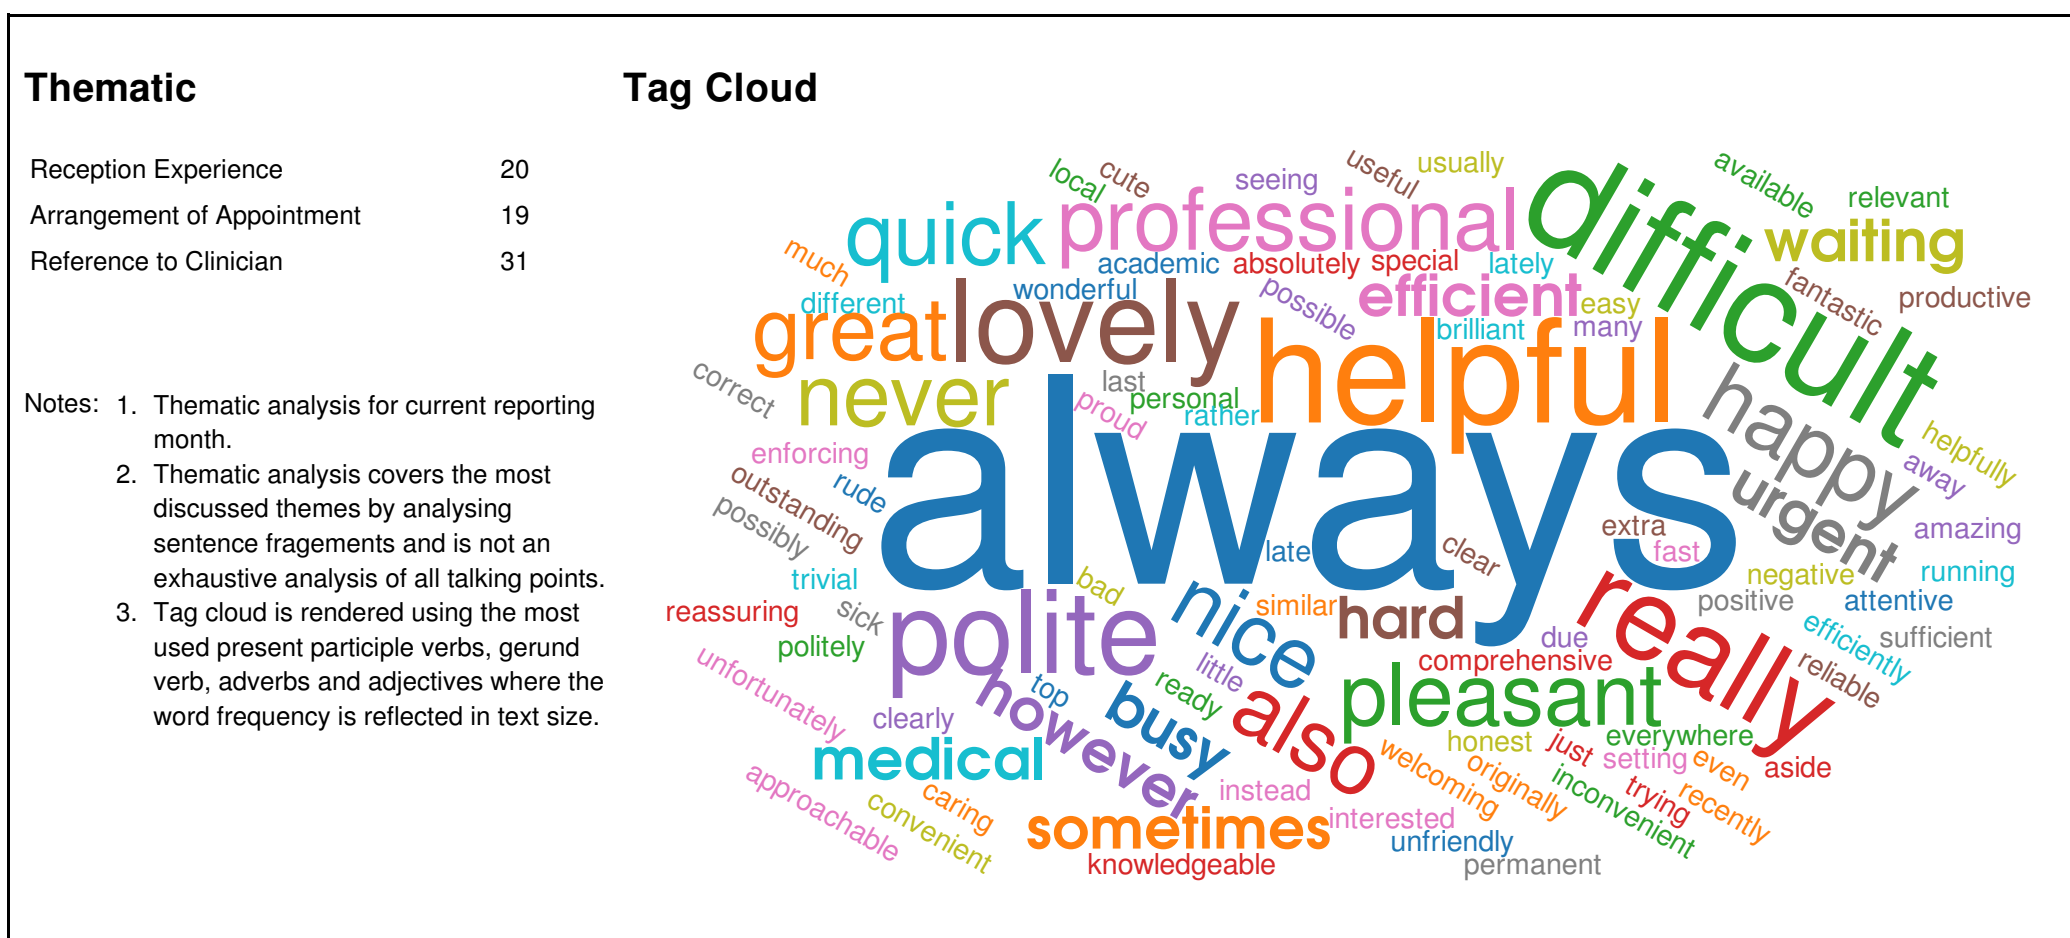 Thematic
Tag Cloud
Reception Experience 20
Arrangement of Appointment 19
Reference to Clinician 31
Notes: 1. Thematic analysis for current reporting
month.
2. Thematic analysis covers the most
discussed themes by analysing
sentence fragements and is not an
exhaustive analysis of all talking points.
3. Tag cloud is rendered using the most
used present participle verbs, gerund
verb, adverbs and adjectives where the
word frequency is reflected in text size.
local
cute
seeing
useful
usually
available
relevant
quick
professional
difficult
waiting
much
academic
absolutely
special
lately
different
wonderful
possible
efficient
easy
fantastic
productive
great
lovely
brilliant
many
helpful
correct
never
last
personal
proud
rather
happy
helpfully
enforcing
always
away
outstanding
rude
urgent
possibly
extra
amazing
late
clear
fast
trivial
bad
negative
running
reassuring
sick
polite
nice
similar
hard
really
positive
attentive
politely
due
efficiently
sufficient
unfortunately
little
comprehensive
reliable
top
ready
pleasant
however
busy
also
clearly
medical
honest
just
everywhere
setting
even
aside
welcoming
originally
inconvenient
trying
recently
approachable
convenient
caring
instead
sometimes
interested
unfriendly
knowledgeable
permanent